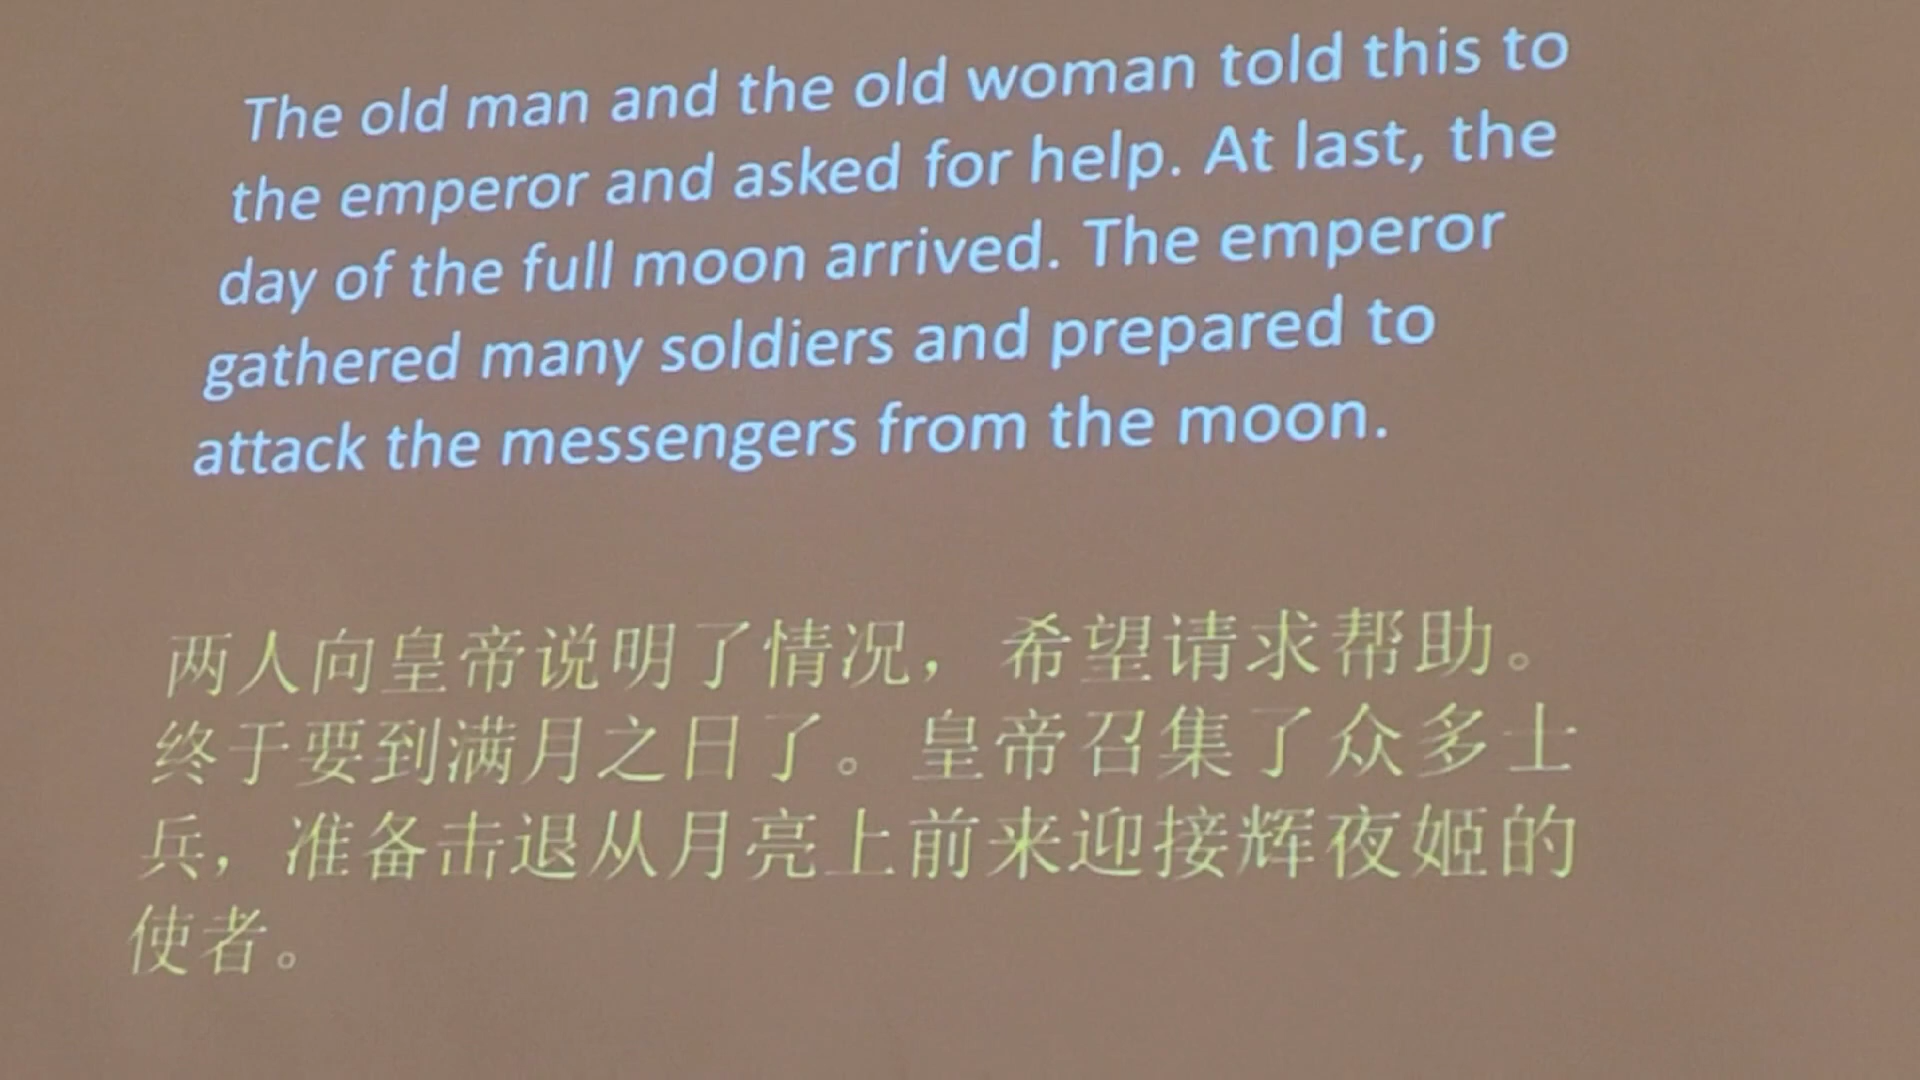 The old man and the old woman told this to
the emperor and asked for help. At last, the
day of the full moon arrived. The emperor
gathered many soldiers and prepared to
attack the messengers from the moon.
两人向皇帝说明了情况，希望请求帮助。
终于要到满月之日了。皇帝召集了众多士
兵，准备击退从月亮上前来迎接辉夜姬的
使者。